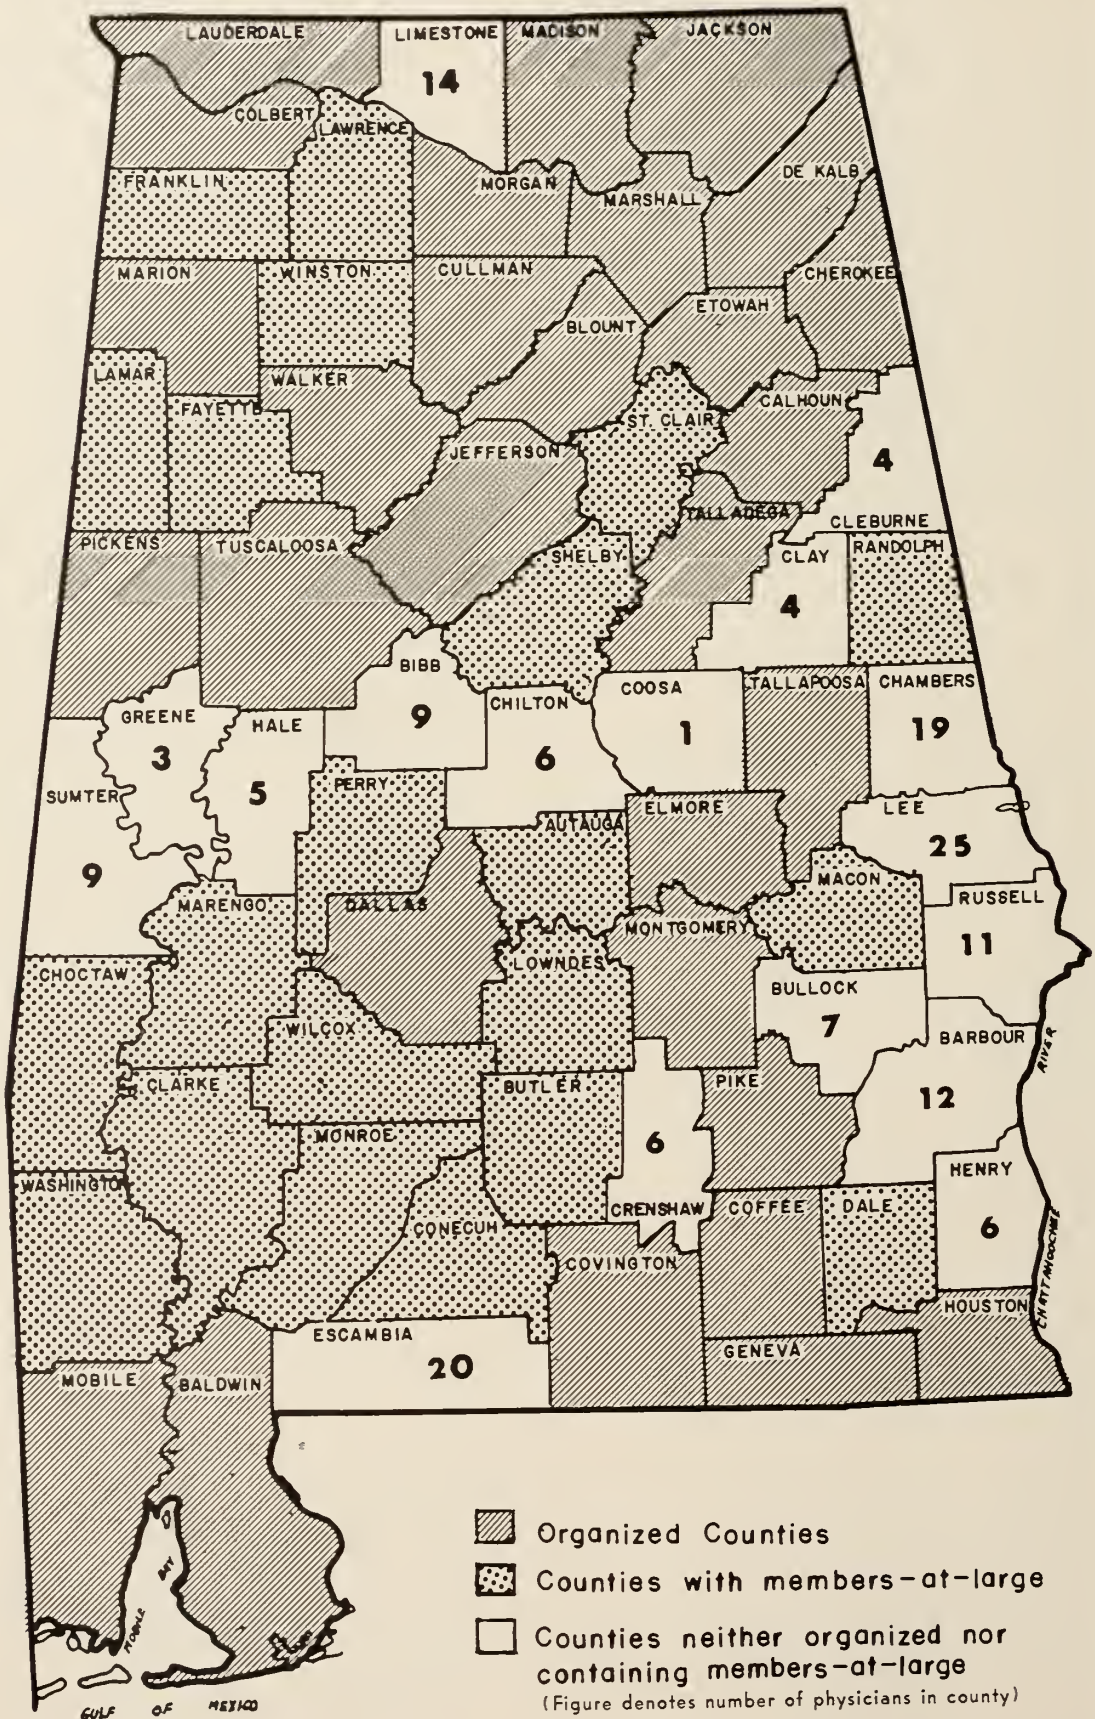 LAUDERDALE
LIMESTONE
MADISON
JACKSON
14
COLBERT
LAWRENCE
FRANKLIN
MORGAN
MARSHALL
DE KALB
MARION
WINSTON
CULLMAN
CHEROKEE
ETOWAH
BLOUNT
LAMAR
WALKER
FAYETTE
CALHOUN
ST. CLAIR
JEFFERSON
4
TALLADEGA
CLEBURNE
PICKENS
TUSCALOOSA
SHELBY
CLAY
RANDOLPH
4
BIBB
9
COOSA
1
TALLAPOOSA
CHAMBERS
19
GREENE
3
HALE
5
CHILTON
6
SUMTER
9
PERRY
AUTAUGA
ELMORE
LEE
25
MACON
RUSSELL
11
MARENGO
DALLAS
MONTGOMERY
CHOCTAW
LOWNDES
BULLOCK
7
WILCOX
BARBOUR
12
RIVER
CLARKE
BUTLER
PIKE
MONROE
6
CRENSHAW
HENRY
6
WASHINGTON
CONECUH
COFFEE
DALE
CHATTAHOOCHEE
COVINGTON
HOUSTON
ESCAMBIA
20
GENEVA
MOBILE
BALDWIN
MOBILE BAY
GULF OF MEXICO
Organized Counties
Counties with members-at-large
Counties neither organized nor
containing members-at-large
(Figure denotes number of physicians in county)